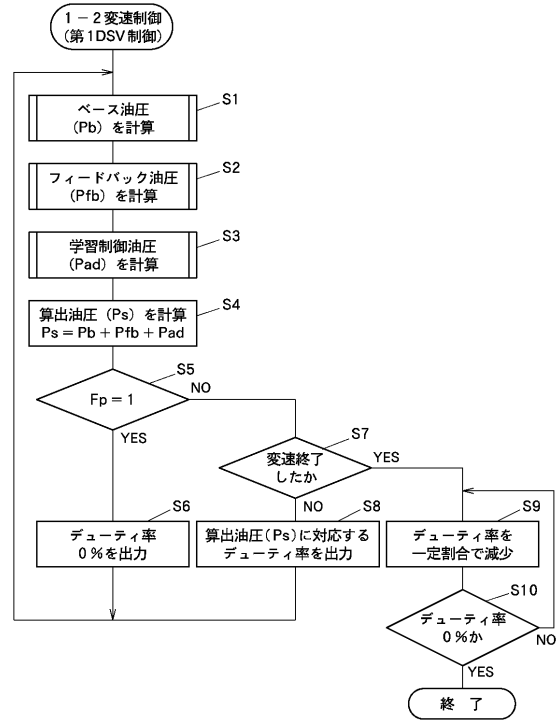 1－2変速制御
(第1DSV制御)
S1
ベース油圧
(Pb) を計算
S2
フィードバック油圧
(Pfb) を計算
S3
学習制御油圧
(Pad) を計算
S4
算出油圧 (Ps) を計算
Ps = Pb + Pfb + Pad
S5
Fp = 1
NO
YES
S7
変速終了
したか
YES
NO
S6
デューティ率
0%を出力
S8
算出油圧(Ps)に対応する
デューティ率を出力
S9
デューティ率を
一定割合で減少
S10
デューティ率
0%か
NO
YES
終 了